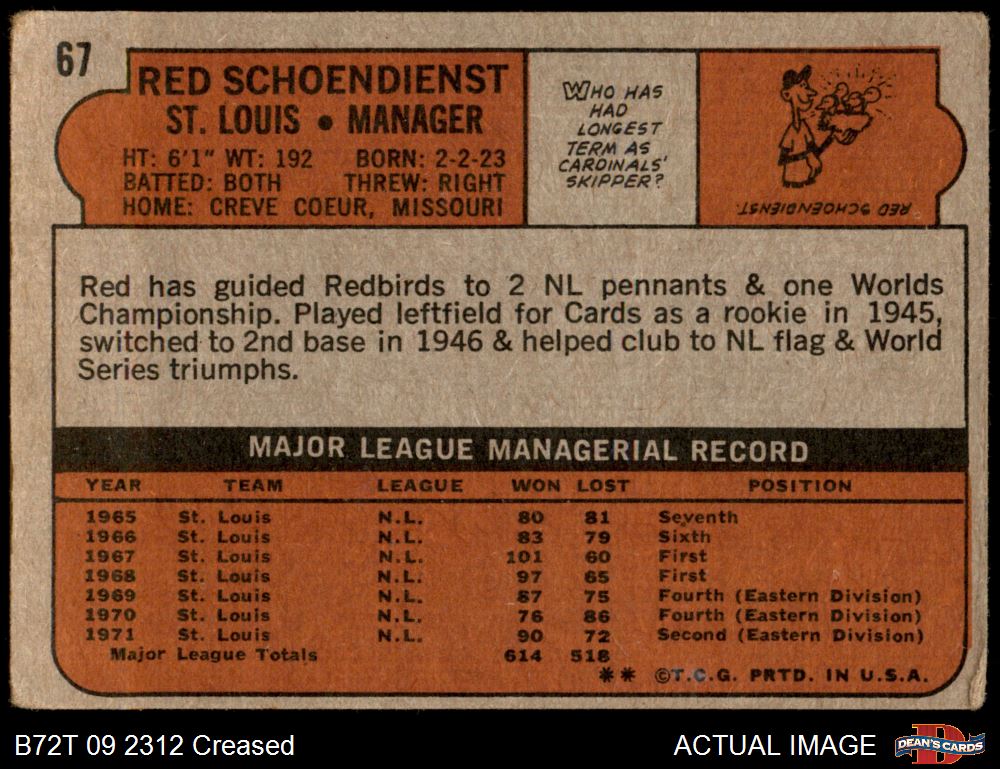 67
RED SCHOENDIENST
ST. LOUIS • MANAGER
HT: 6'1" WT: 192 BORN: 2-2-23
BATTED: BOTH THREW: RIGHT
HOME: CREVE COEUR, MISSOURI
WHO HAS
HAD
LONGEST
TERM AS
CARDINALS'
SKIPPER?
RED SCHOENDIENST.
Red has guided Redbirds to 2 NL pennants & one Worlds
Championship. Played leftfield for Cards as a rookie in 1945,
switched to 2nd base in 1946 & helped club to NL flag & World
Series triumphs.
MAJOR LEAGUE MANAGERIAL RECORD
YEAR TEAM LEAGUE WON LOST POSITION
1965 St. Louis N.L. 80 81 Seventh
1966 St. Louis N.L. 83 79 Sixth
1967 St. Louis N.L. 101 60 First
1968 St. Louis N.L. 97 65 First
1969 St. Louis N.L. 87 75 Fourth (Eastern Division)
1970 St. Louis N.L. 76 86 Fourth (Eastern Division)
1971 St. Louis N.L. 90 72 Second (Eastern Division)
Major League Totals 614 518
** ©T.C.G. PRTD. IN U.S.A.
B72T 09 2312 Creased
ACTUAL IMAGE
DEAN'S CARDS